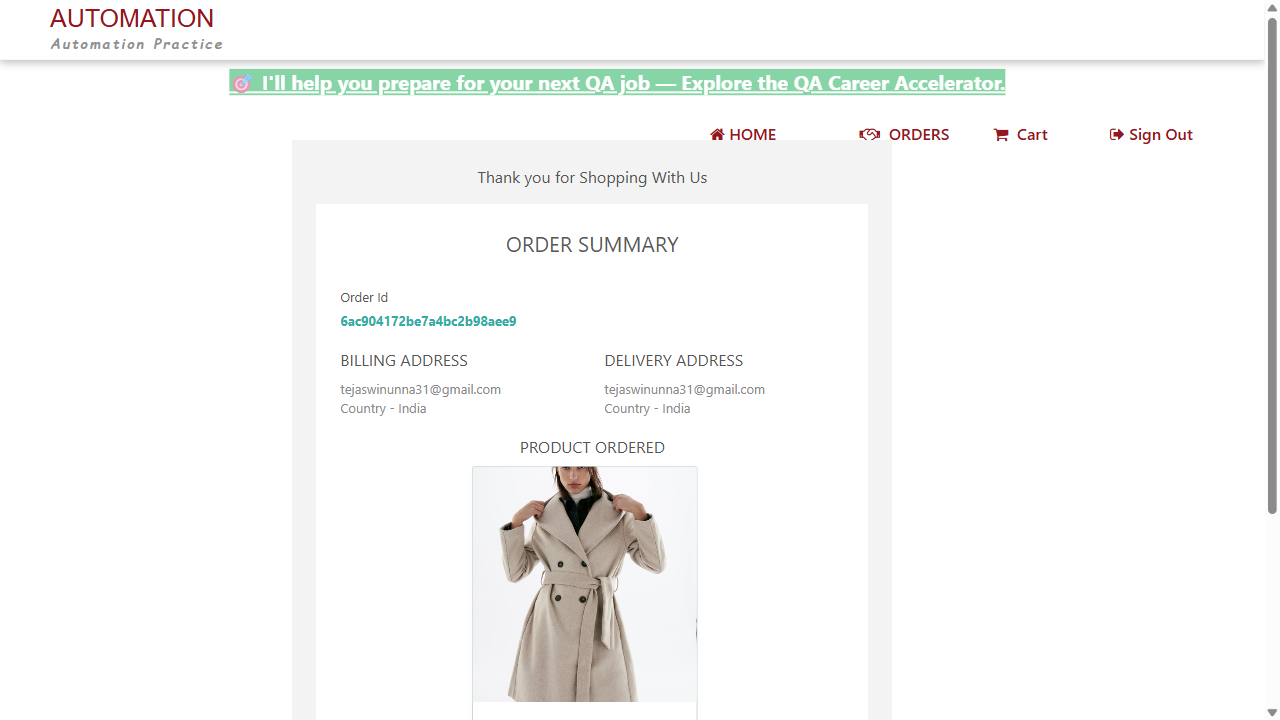 AUTOMATION
Automation Practice
🎯 I'll help you prepare for your next QA job — Explore the QA Career Accelerator.
HOME ORDERS Cart Sign Out
Thank you for Shopping With Us
ORDER SUMMARY
Order Id
6ac904172be7a4bc2b98aee9
BILLING ADDRESS
tejaswinunna31@gmail.com
Country - India
DELIVERY ADDRESS
tejaswinunna31@gmail.com
Country - India
PRODUCT ORDERED